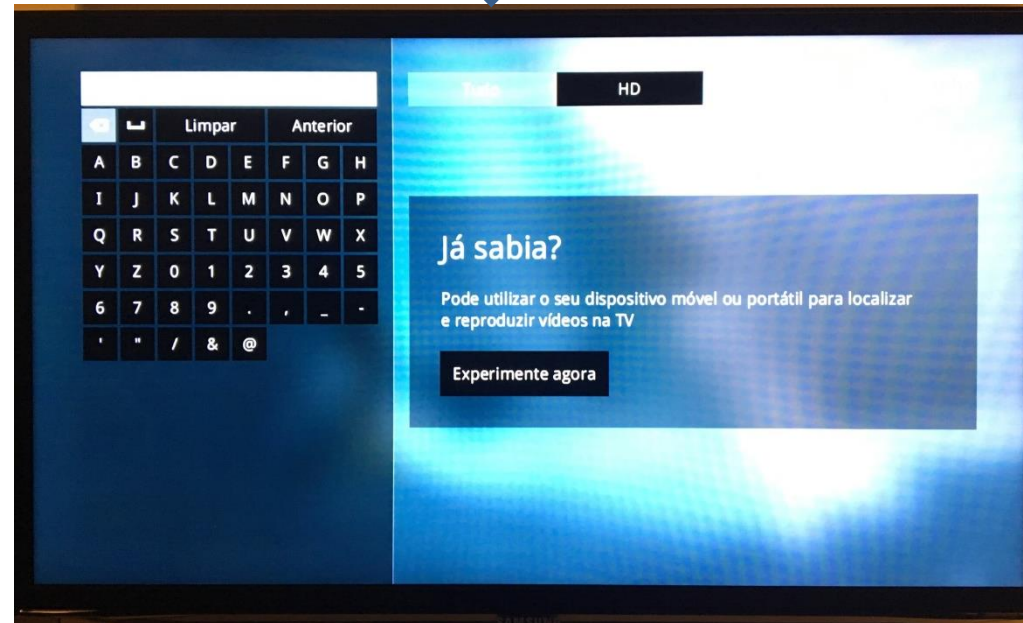 Tudo HD
Limpar Anterior
A B C D E F G H
I J K L M N O P
Q R S T U V W X
Y Z 0 1 2 3 4 5
6 7 8 9 . , _ -
' " / & @
Já sabia?
Pode utilizar o seu dispositivo móvel ou portátil para localizar
e reproduzir vídeos na TV
Experimente agora